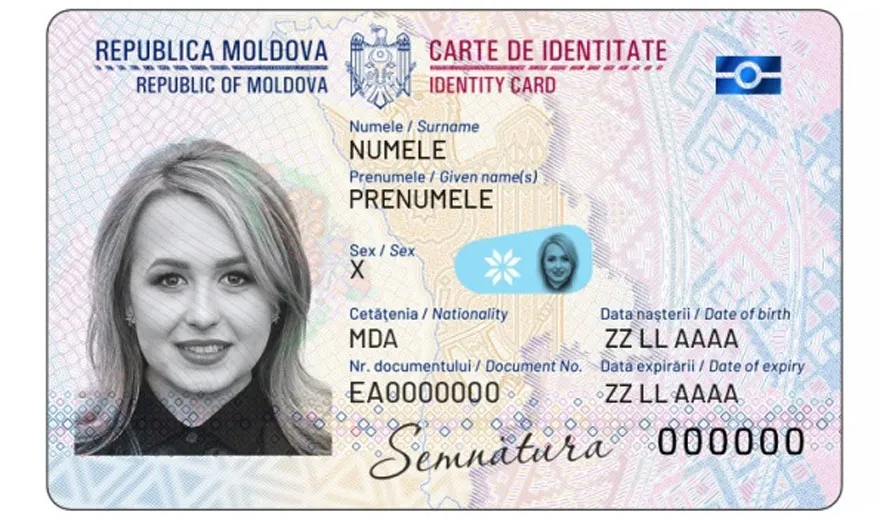 REPUBLICA MOLDOVA
REPUBLIC OF MOLDOVA
CARTE DE IDENTITATE
IDENTITY CARD
Numele / Surname
NUMELE
Prenumele / Given name(s)
PRENUMELE
Sex / Sex
X
Cetăţenia / Nationality
MDA
Data naşterii / Date of birth
ZZ LL AAAA
Nr. documentului / Document No.
EA0000000
Data expirării / Date of expiry
ZZ LL AAAA
Semnătura
000000